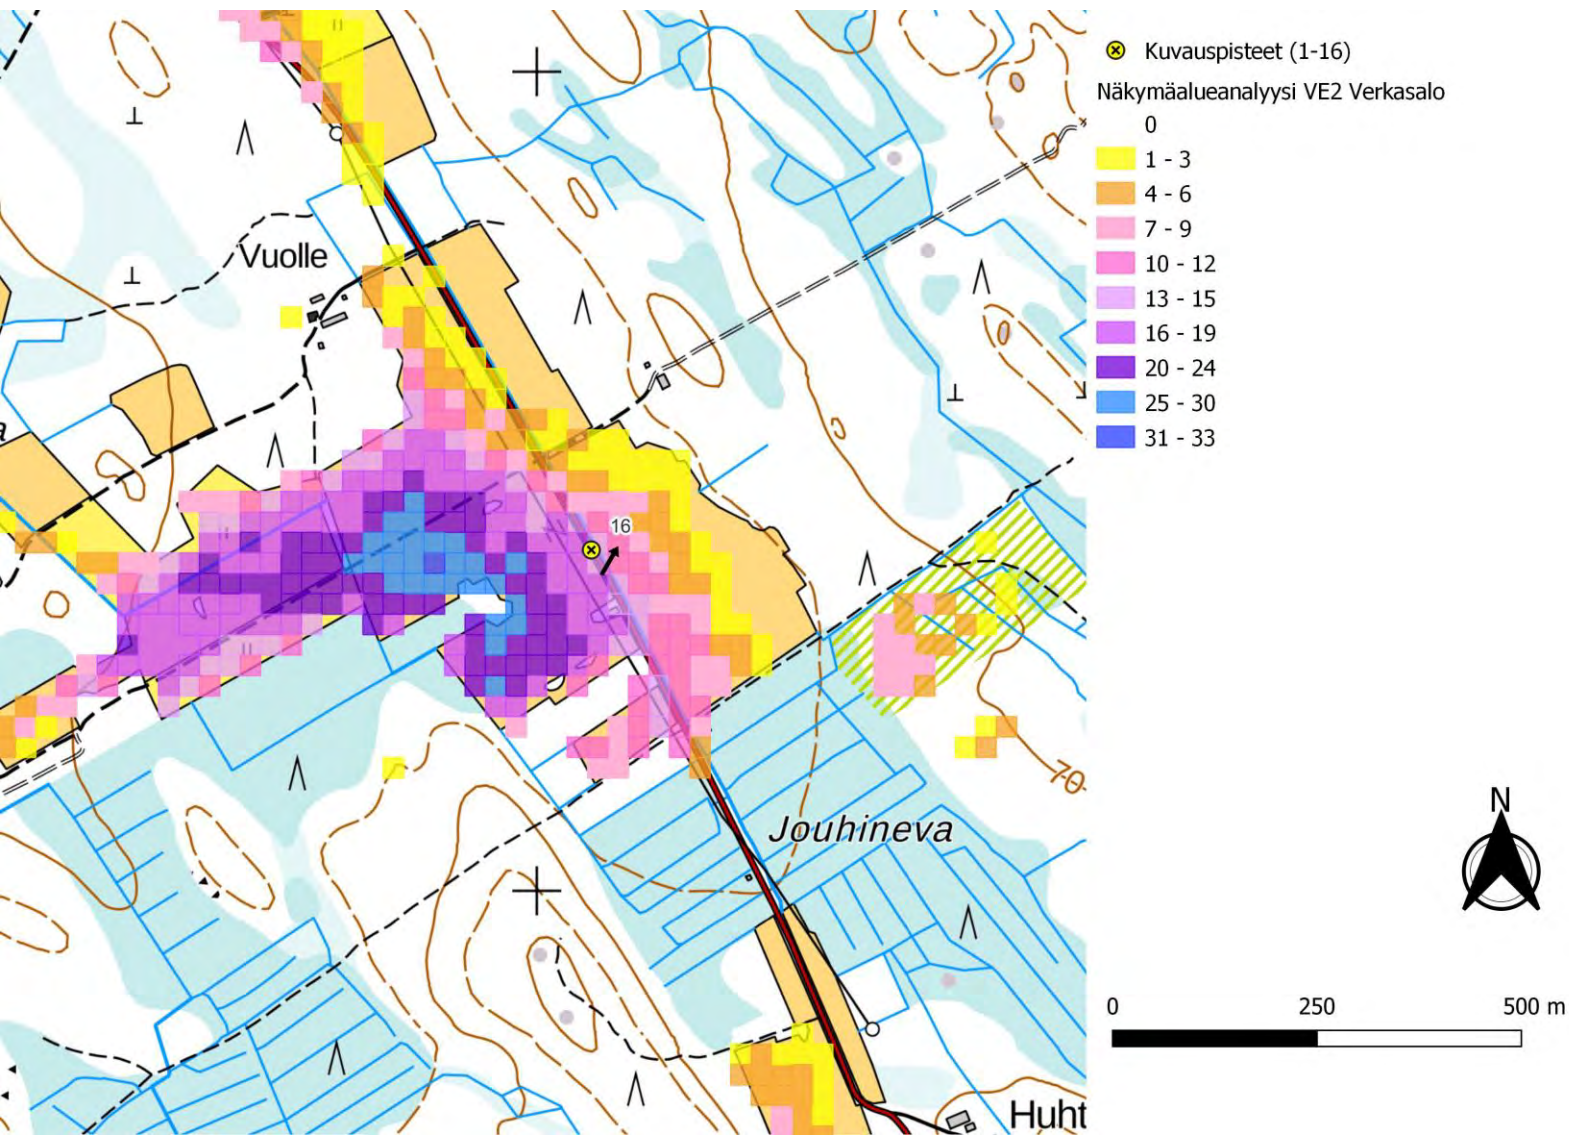 Kuvauspisteet (1-16)
Näkymäalueanalyysi VE2 Verkasalo
0
1 - 3
4 - 6
7 - 9
10 - 12
13 - 15
16 - 19
20 - 24
25 - 30
31 - 33
Vuolle
a
16
70
Jouhineva
Huht
N
0 250 500 m